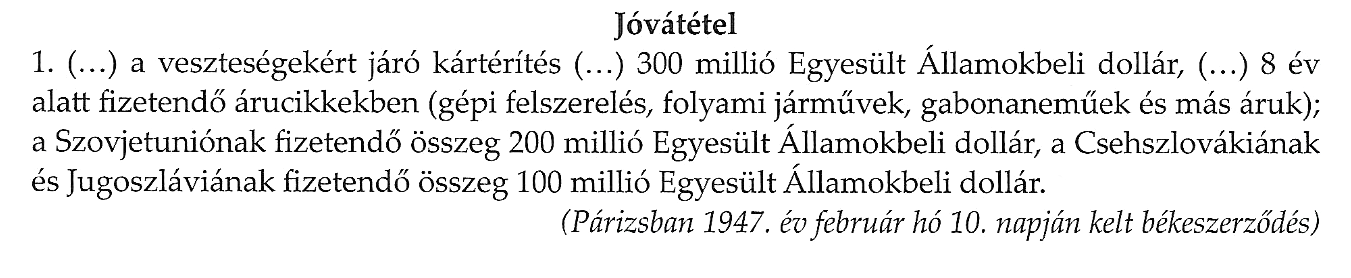 Jóvátétel
1. (…) a veszteségekért járó kártérítés (…) 300 millió Egyesült Államokbeli dollár, (…) 8 év
alatt fizetendő árucikkekben (gépi felszerelés, folyami járművek, gabonaneműek és más áruk);
a Szovjetuniónak fizetendő összeg 200 millió Egyesült Államokbeli dollár, a Csehszlovákiának
és Jugoszláviának fizetendő összeg 100 millió Egyesült Államokbeli dollár.
(Párizsban 1947. év február hó 10. napján kelt békeszerződés)